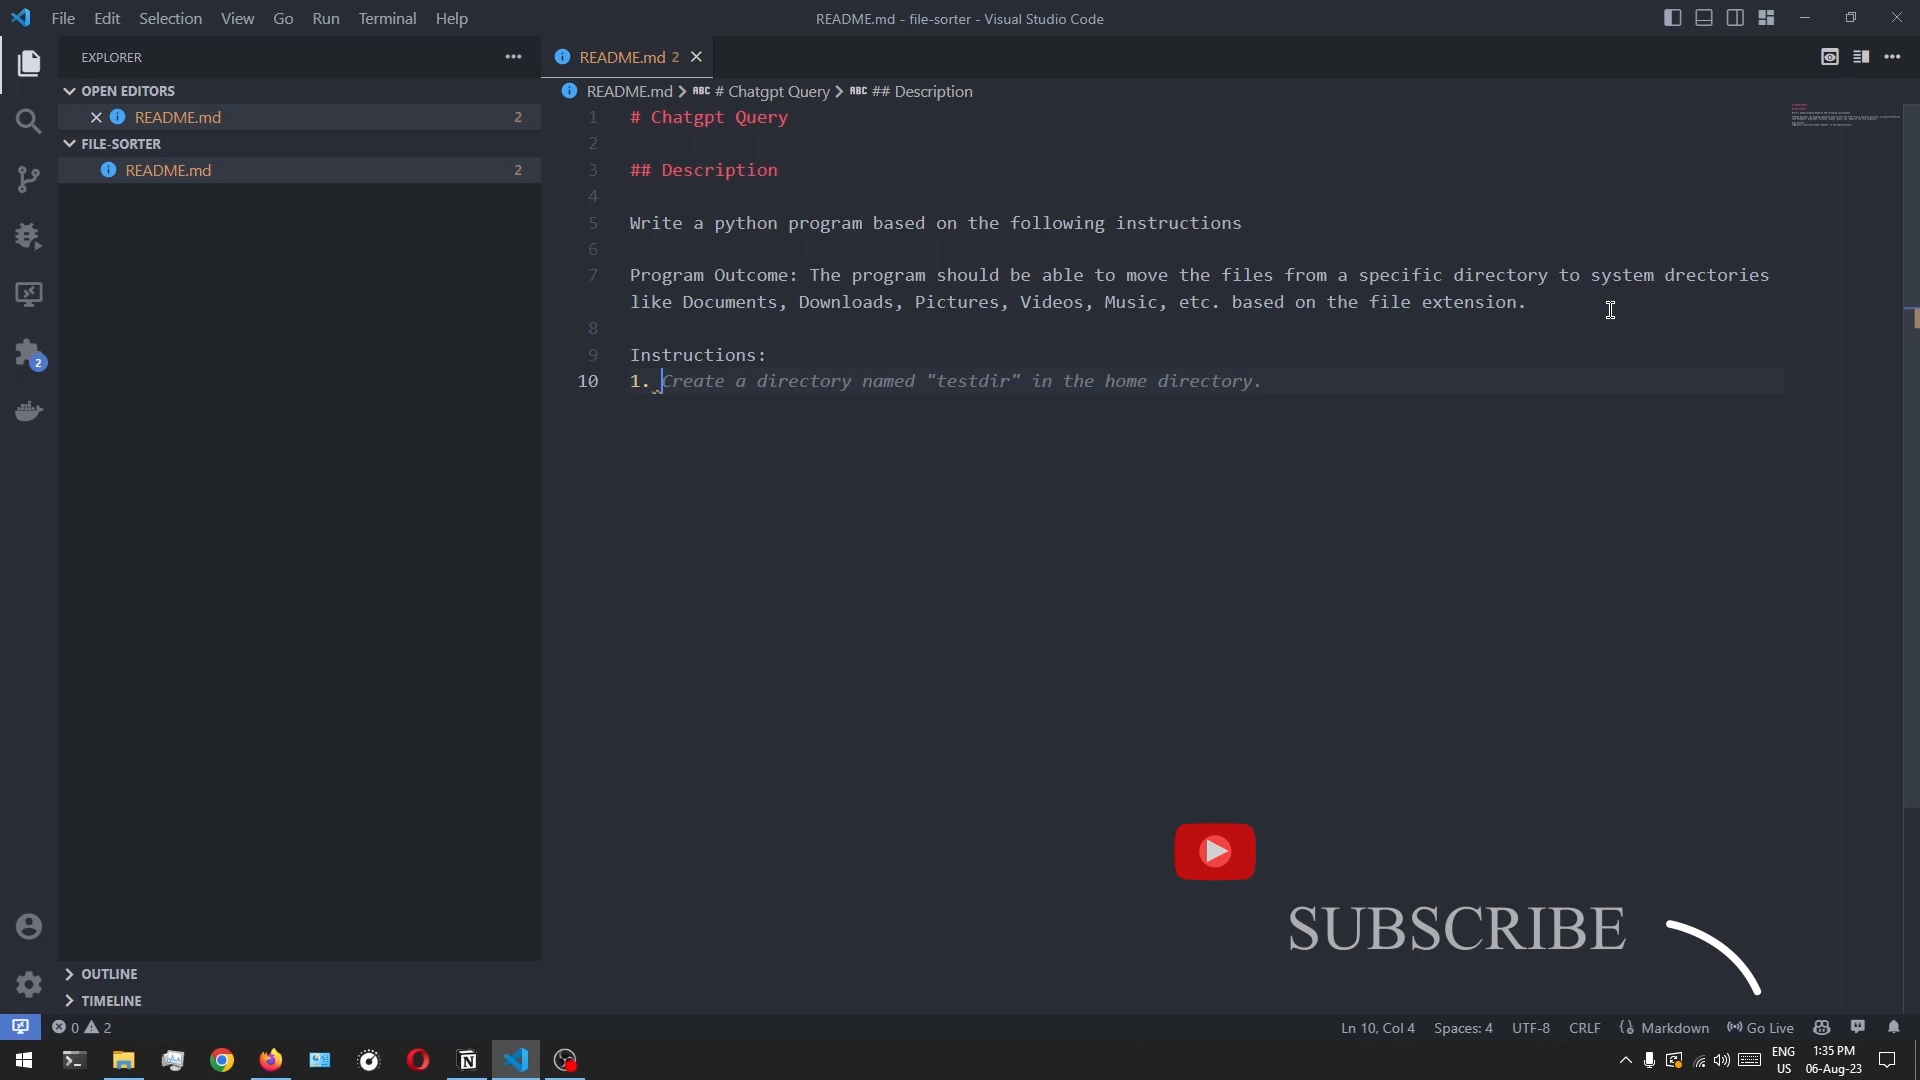 File Edit Selection View Go Run Terminal Help
README.md - file-sorter - Visual Studio Code
EXPLORER
README.md 2
OPEN EDITORS
README.md 2
FILE-SORTER
README.md 2
README.md > ABC # Chatgpt Query > ABC ## Description
1 # Chatgpt Query
2
3 ## Description
4
5 Write a python program based on the following instructions
6
7 Program Outcome: The program should be able to move the files from a specific directory to system drectories
like Documents, Downloads, Pictures, Videos, Music, etc. based on the file extension.
8
9 Instructions:
10 1. Create a directory named "testdir" in the home directory.
2
SUBSCRIBE
OUTLINE
TIMELINE
0 2
Ln 10, Col 4 Spaces: 4 UTF-8 CRLF Markdown Go Live
ENG
US
1:35 PM
06-Aug-23